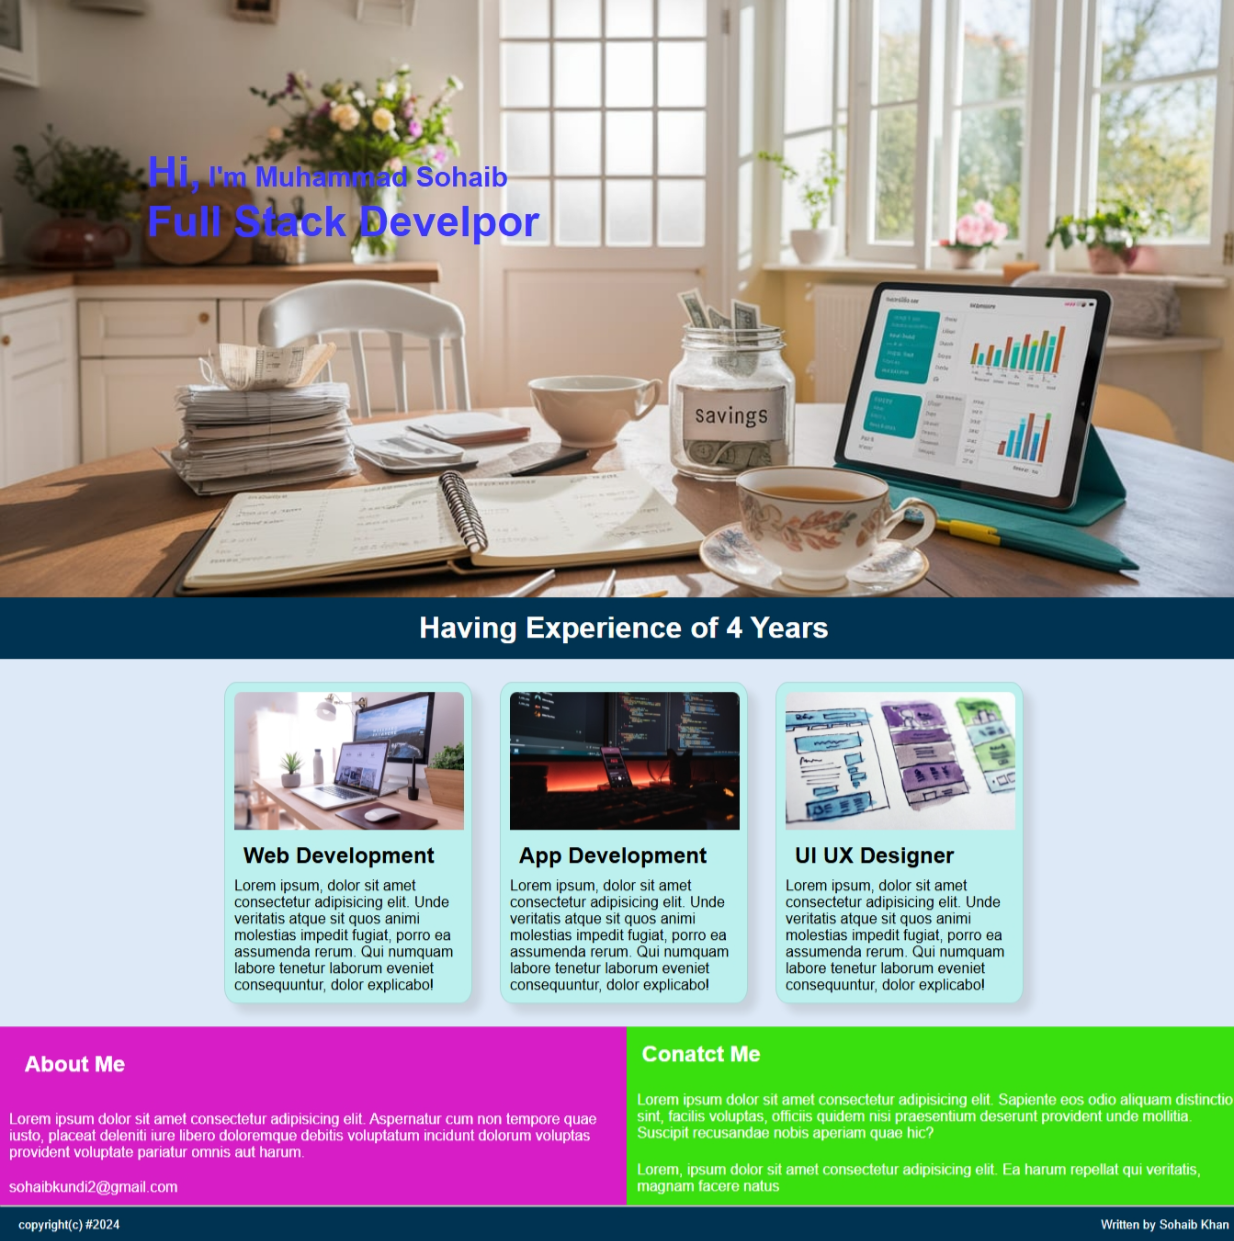 Hi, I'm Muhammad Sohaib
Full Stack Develpor
savings
Having Experience of 4 Years
Web Development
Lorem ipsum, dolor sit amet
consectetur adipisicing elit. Unde
veritatis atque sit quos animi
molestias impedit fugiat, porro ea
assumenda rerum. Qui numquam
labore tenetur laborum eveniet
consequuntur, dolor explicabo!
App Development
Lorem ipsum, dolor sit amet
consectetur adipisicing elit. Unde
veritatis atque sit quos animi
molestias impedit fugiat, porro ea
assumenda rerum. Qui numquam
labore tenetur laborum eveniet
consequuntur, dolor explicabo!
UI UX Designer
Lorem ipsum, dolor sit amet
consectetur adipisicing elit. Unde
veritatis atque sit quos animi
molestias impedit fugiat, porro ea
assumenda rerum. Qui numquam
labore tenetur laborum eveniet
consequuntur, dolor explicabo!
About Me
Lorem ipsum dolor sit amet consectetur adipisicing elit. Aspernatur cum non tempore quae
iusto, placeat deleniti iure libero doloremque debitis voluptatum incidunt dolorum voluptas
provident voluptate pariatur omnis aut harum.
sohaibkundi2@gmail.com
Conatct Me
Lorem ipsum dolor sit amet consectetur adipisicing elit. Sapiente eos odio aliquam distinctio
sint, facilis voluptas, officiis quidem nisi praesentium deserunt provident unde mollitia.
Suscipit recusandae nobis aperiam quae hic?
Lorem, ipsum dolor sit amet consectetur adipisicing elit. Ea harum repellat qui veritatis,
magnam facere natus
copyright(c) #2024
Written by Sohaib Khan